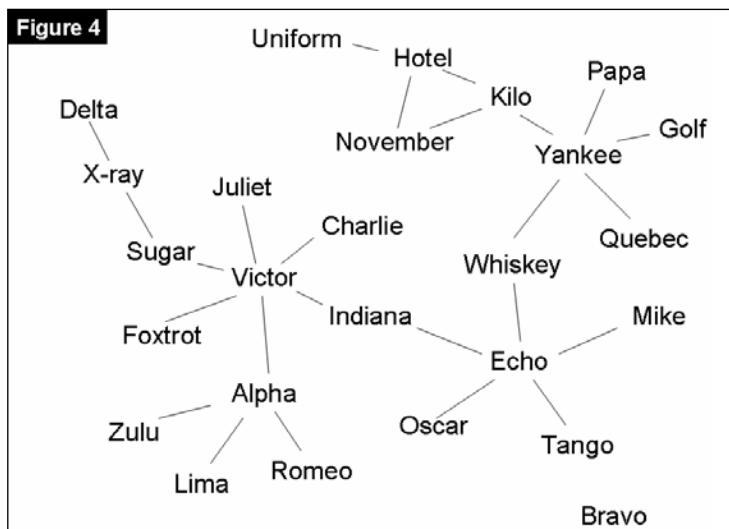 Figure 4
Uniform
Hotel
Papa
Kilo
Delta
Golf
November
Yankee
X-ray
Juliet
Charlie
Quebec
Sugar
Whiskey
Victor
Indiana
Mike
Foxtrot
Echo
Alpha
Oscar
Zulu
Tango
Romeo
Lima
Bravo